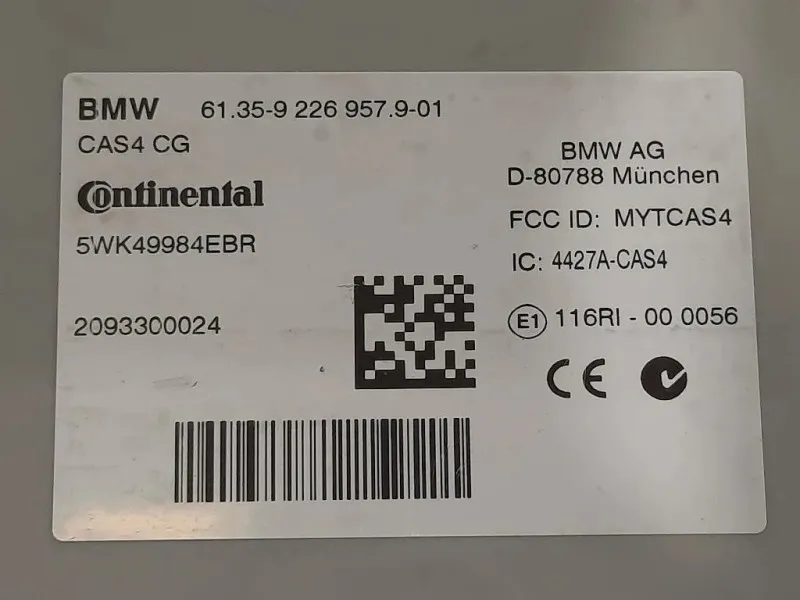 BMW 61.35-9 226 957.9-01
CAS4 CG
Continental
5WK49984EBR
2093300024
BMW AG
D-80788 München
FCC ID: MYTCAS4
IC: 4427A-CAS4
E1 116RI - 00 0056
CE